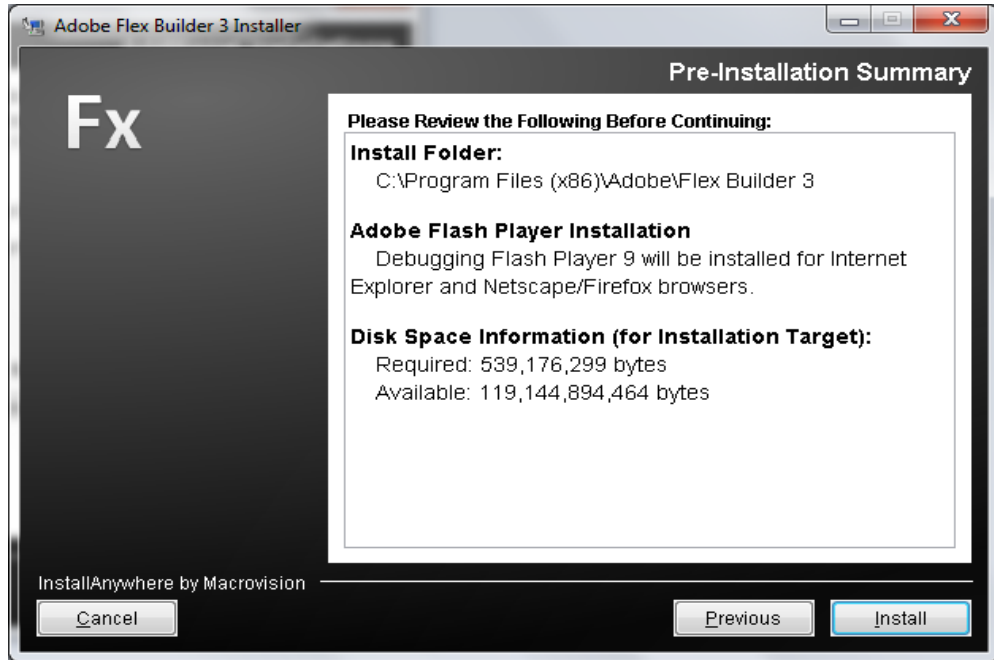 Adobe Flex Builder 3 Installer
Pre-Installation Summary
Fx
Please Review the Following Before Continuing:
Install Folder:
C:\Program Files (x86)\Adobe\Flex Builder 3
Adobe Flash Player Installation
Debugging Flash Player 9 will be installed for Internet
Explorer and Netscape/Firefox browsers.
Disk Space Information (for Installation Target):
Required: 539,176,299 bytes
Available: 119,144,894,464 bytes
InstallAnywhere by Macrovision
Cancel
Previous
Install